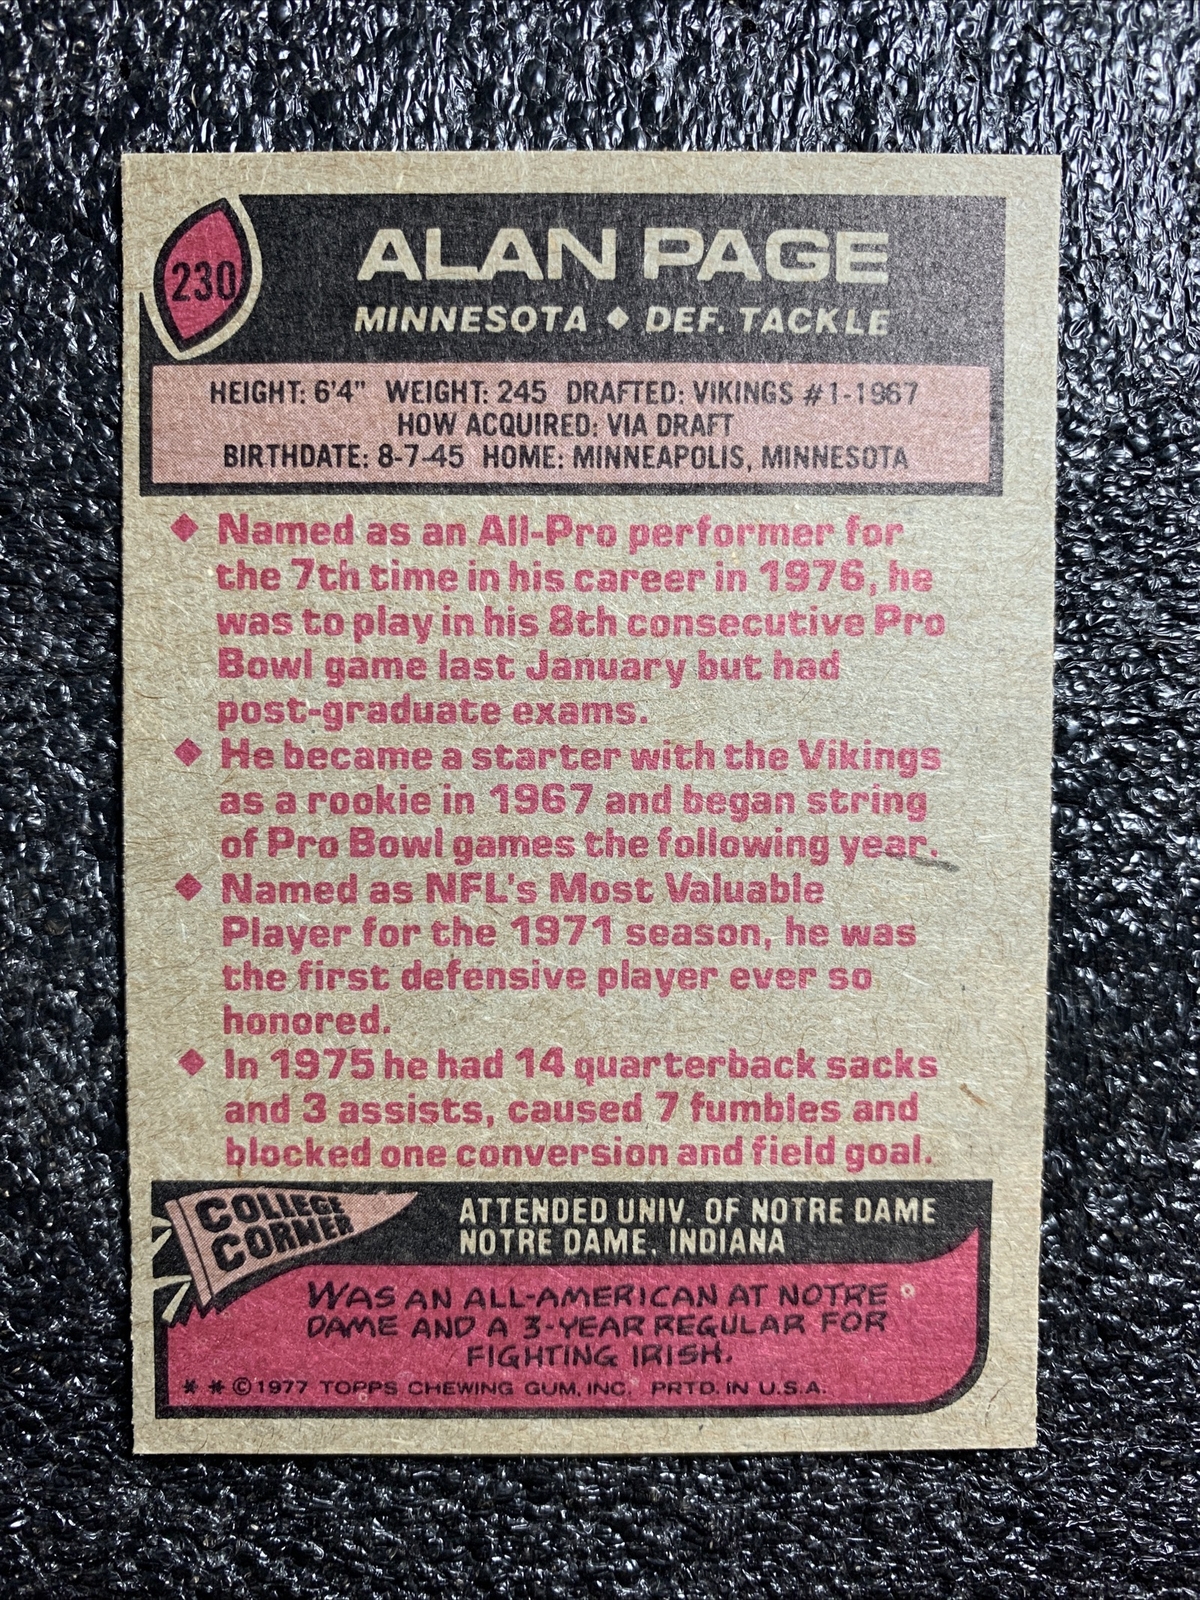 230
ALAN PAGE
MINNESOTA ◆ DEF. TACKLE
HEIGHT: 6'4" WEIGHT: 245 DRAFTED: VIKINGS #1-1967
HOW ACQUIRED: VIA DRAFT
BIRTHDATE: 8-7-45 HOME: MINNEAPOLIS, MINNESOTA
◆ Named as an All-Pro performer for
the 7th time in his career in 1976, he
was to play in his 8th consecutive Pro
Bowl game last January but had
post-graduate exams.
◆ He became a starter with the Vikings
as a rookie in 1967 and began string
of Pro Bowl games the following year.
◆ Named as NFL's Most Valuable
Player for the 1971 season, he was
the first defensive player ever so
honored.
◆ In 1975 he had 14 quarterback sacks
and 3 assists, caused 7 fumbles and
blocked one conversion and field goal.
COLLEGE
CORNER
ATTENDED UNIV. OF NOTRE DAME
NOTRE DAME, INDIANA
WAS AN ALL-AMERICAN AT NOTRE
DAME AND A 3-YEAR REGULAR FOR
FIGHTING IRISH.
* * © 1977 TOPPS CHEWING GUM, INC. PRTD. IN U.S.A.